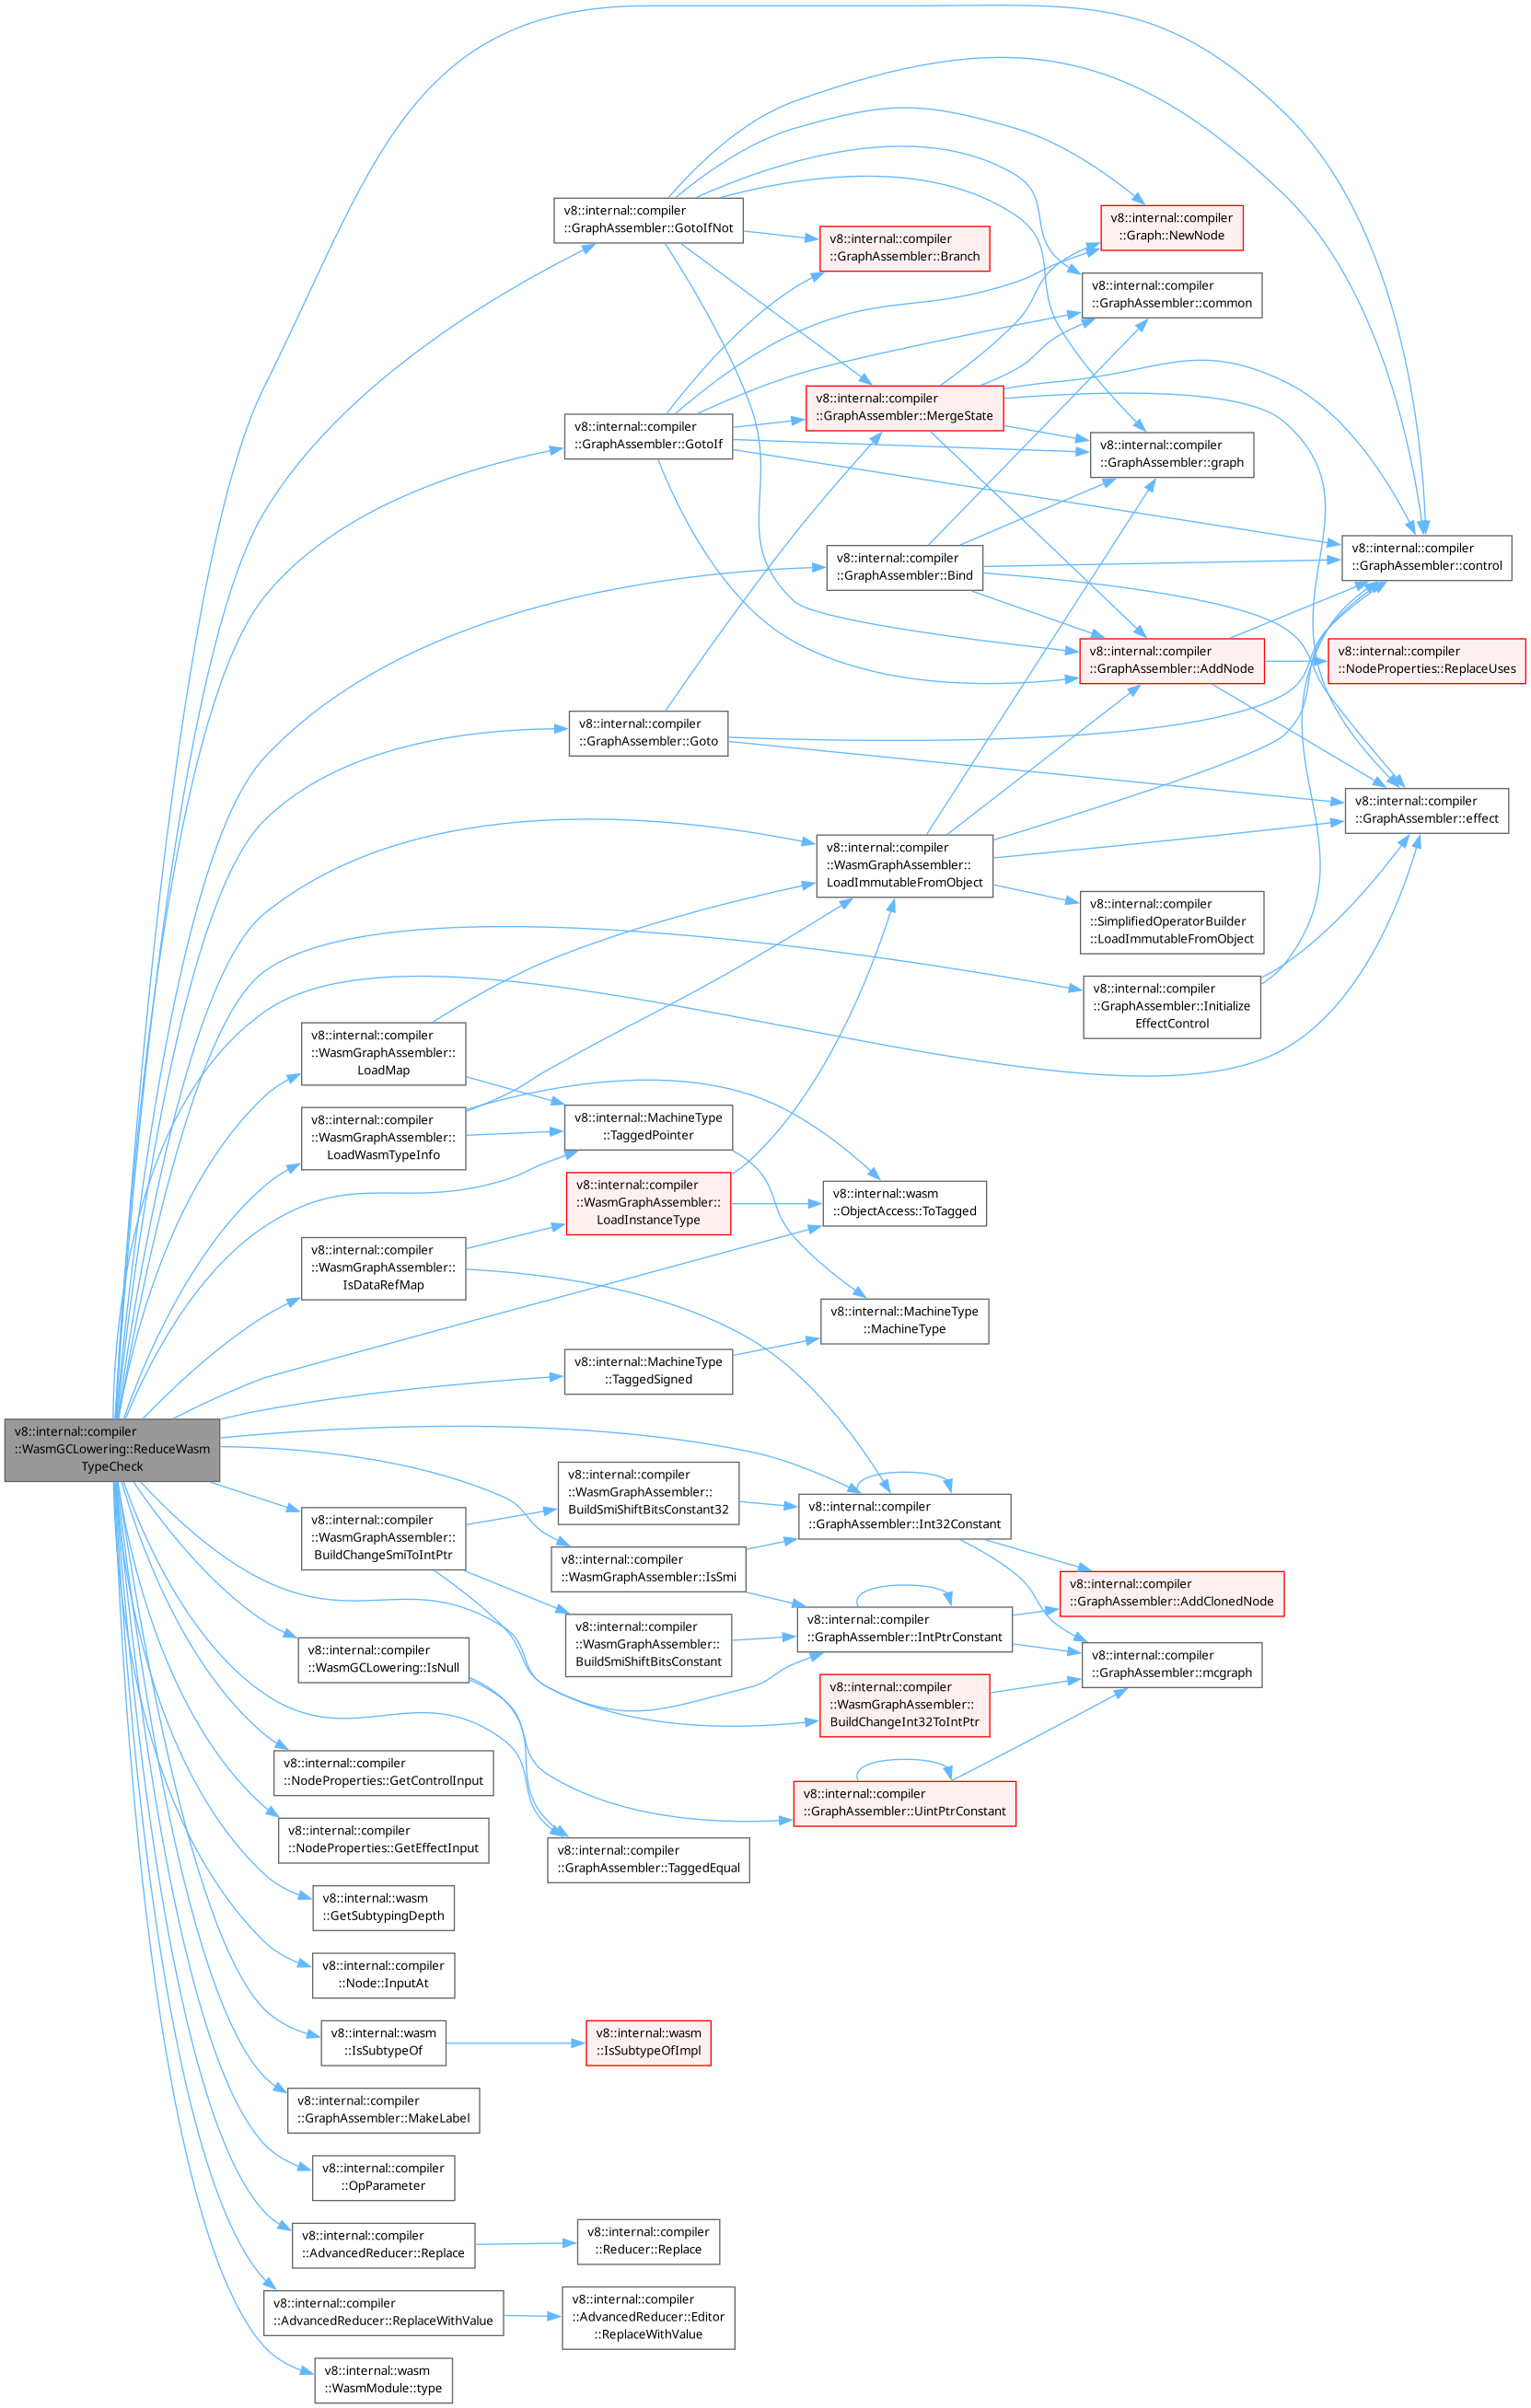 v8::internal::compiler
::GraphAssembler::GotoIfNot
v8::internal::compiler
::Graph::NewNode
v8::internal::compiler
::GraphAssembler::Branch
v8::internal::compiler
::GraphAssembler::common
v8::internal::compiler
::GraphAssembler::MergeState
v8::internal::compiler
::GraphAssembler::GotoIf
v8::internal::compiler
::GraphAssembler::graph
v8::internal::compiler
::GraphAssembler::control
v8::internal::compiler
::GraphAssembler::Bind
v8::internal::compiler
::GraphAssembler::AddNode
v8::internal::compiler
::NodeProperties::ReplaceUses
v8::internal::compiler
::GraphAssembler::Goto
v8::internal::compiler
::GraphAssembler::effect
v8::internal::compiler
::WasmGraphAssembler::
LoadImmutableFromObject
v8::internal::compiler
::SimplifiedOperatorBuilder
::LoadImmutableFromObject
v8::internal::compiler
::GraphAssembler::Initialize
EffectControl
v8::internal::compiler
::WasmGraphAssembler::
LoadMap
v8::internal::compiler
::WasmGraphAssembler::
LoadWasmTypeInfo
v8::internal::MachineType
::TaggedPointer
v8::internal::compiler
::WasmGraphAssembler::
LoadInstanceType
v8::internal::wasm
::ObjectAccess::ToTagged
v8::internal::compiler
::WasmGraphAssembler::
IsDataRefMap
v8::internal::MachineType
::MachineType
v8::internal::MachineType
::TaggedSigned
v8::internal::compiler
::WasmGCLowering::ReduceWasm
TypeCheck
v8::internal::compiler
::WasmGraphAssembler::
BuildSmiShiftBitsConstant32
v8::internal::compiler
::GraphAssembler::Int32Constant
v8::internal::compiler
::WasmGraphAssembler::
BuildChangeSmiToIntPtr
v8::internal::compiler
::WasmGraphAssembler::IsSmi
v8::internal::compiler
::GraphAssembler::AddClonedNode
v8::internal::compiler
::GraphAssembler::IntPtrConstant
v8::internal::compiler
::WasmGraphAssembler::
BuildSmiShiftBitsConstant
v8::internal::compiler
::GraphAssembler::mcgraph
v8::internal::compiler
::WasmGCLowering::IsNull
v8::internal::compiler
::WasmGraphAssembler::
BuildChangeInt32ToIntPtr
v8::internal::compiler
::NodeProperties::GetControlInput
v8::internal::compiler
::GraphAssembler::UintPtrConstant
v8::internal::compiler
::NodeProperties::GetEffectInput
v8::internal::compiler
::GraphAssembler::TaggedEqual
v8::internal::wasm
::GetSubtypingDepth
v8::internal::compiler
::Node::InputAt
v8::internal::wasm
::IsSubtypeOf
v8::internal::wasm
::IsSubtypeOfImpl
v8::internal::compiler
::GraphAssembler::MakeLabel
v8::internal::compiler
::OpParameter
v8::internal::compiler
::AdvancedReducer::Replace
v8::internal::compiler
::Reducer::Replace
v8::internal::compiler
::AdvancedReducer::ReplaceWithValue
v8::internal::compiler
::AdvancedReducer::Editor
::ReplaceWithValue
v8::internal::wasm
::WasmModule::type